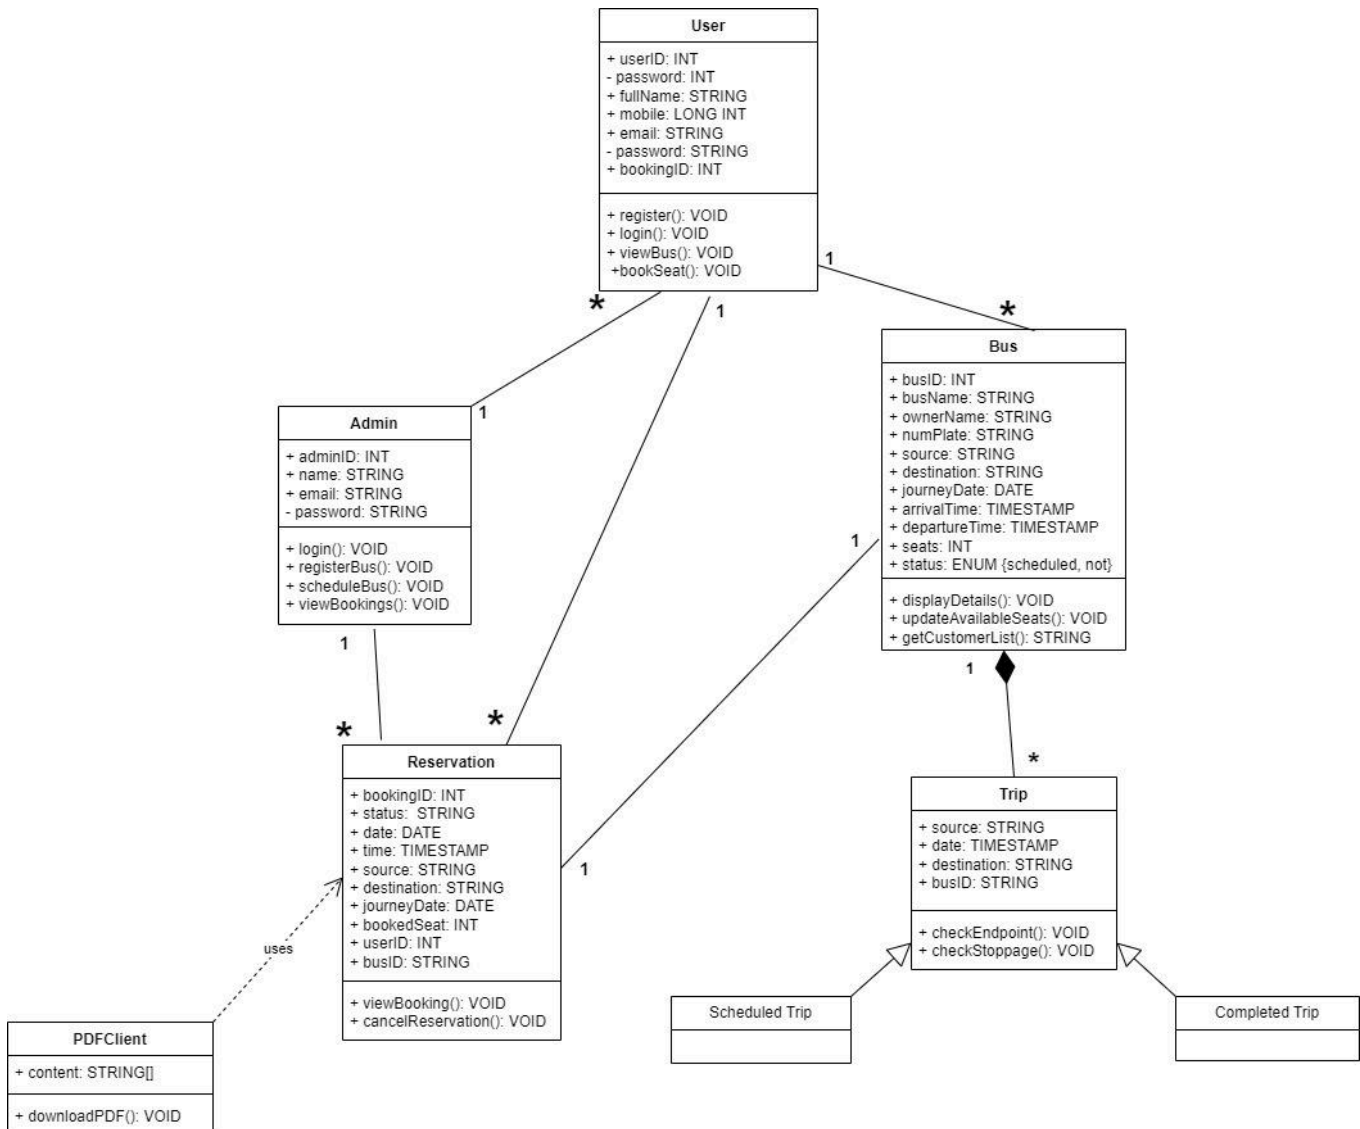 User
+ userID: INT
- password: INT
+ fullName: STRING
+ mobile: LONG INT
+ email: STRING
- password: STRING
+ bookingID: INT
+ register(): VOID
+ login(): VOID
+ viewBus(): VOID
+bookSeat(): VOID
1
*
1
*
Bus
+ busID: INT
+ busName: STRING
+ ownerName: STRING
+ numPlate: STRING
+ source: STRING
+ destination: STRING
+ journeyDate: DATE
+ arrivalTime: TIMESTAMP
+ departureTime: TIMESTAMP
+ seats: INT
+ status: ENUM {scheduled, not}
+ displayDetails(): VOID
+ updateAvailableSeats(): VOID
+ getCustomerList(): STRING
1
Admin
+ adminID: INT
+ name: STRING
+ email: STRING
- password: STRING
+ login(): VOID
+ registerBus(): VOID
+ scheduleBus(): VOID
+ viewBookings(): VOID
1
1
1
*
*
*
Reservation
+ bookingID: INT
+ status:  STRING
+ date: DATE
+ time: TIMESTAMP
+ source: STRING
+ destination: STRING
+ journeyDate: DATE
+ bookedSeat: INT
+ userID: INT
+ busID: STRING
+ viewBooking(): VOID
+ cancelReservation(): VOID
1
Trip
+ source: STRING
+ date: TIMESTAMP
+ destination: STRING
+ busID: STRING
+ checkEndpoint(): VOID
+ checkStoppage(): VOID
uses
Scheduled Trip
Completed Trip
PDFClient
+ content: STRING[]
+ downloadPDF(): VOID